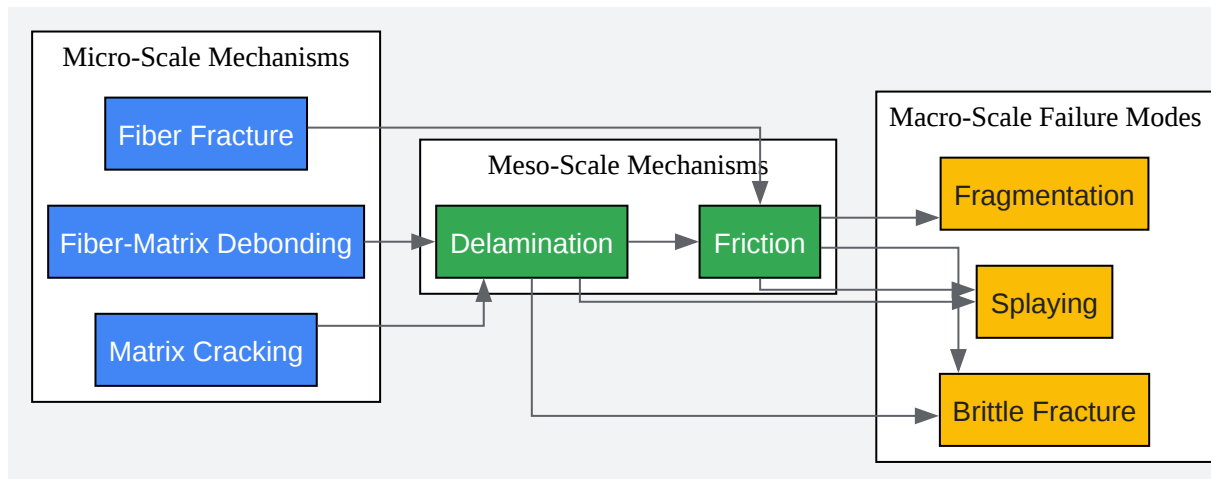 Micro-Scale Mechanisms
Fiber Fracture
Fiber-Matrix Debonding
Matrix Cracking
Meso-Scale Mechanisms
Delamination
Friction
Macro-Scale Failure Modes
Fragmentation
Splaying
Brittle Fracture